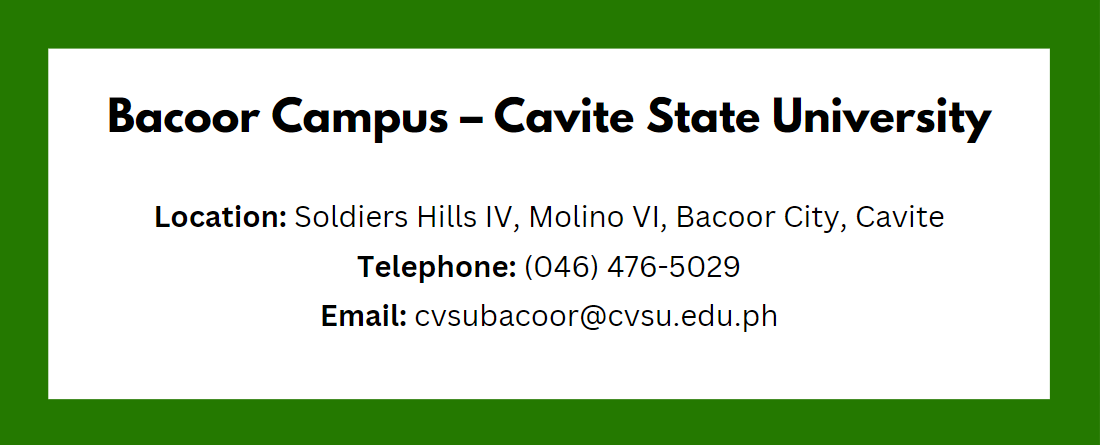 Bacoor Campus – Cavite State University
Location: Soldiers Hills IV, Molino VI, Bacoor City, Cavite
Telephone: (046) 476-5029
Email: cvsubacoor@cvsu.edu.ph